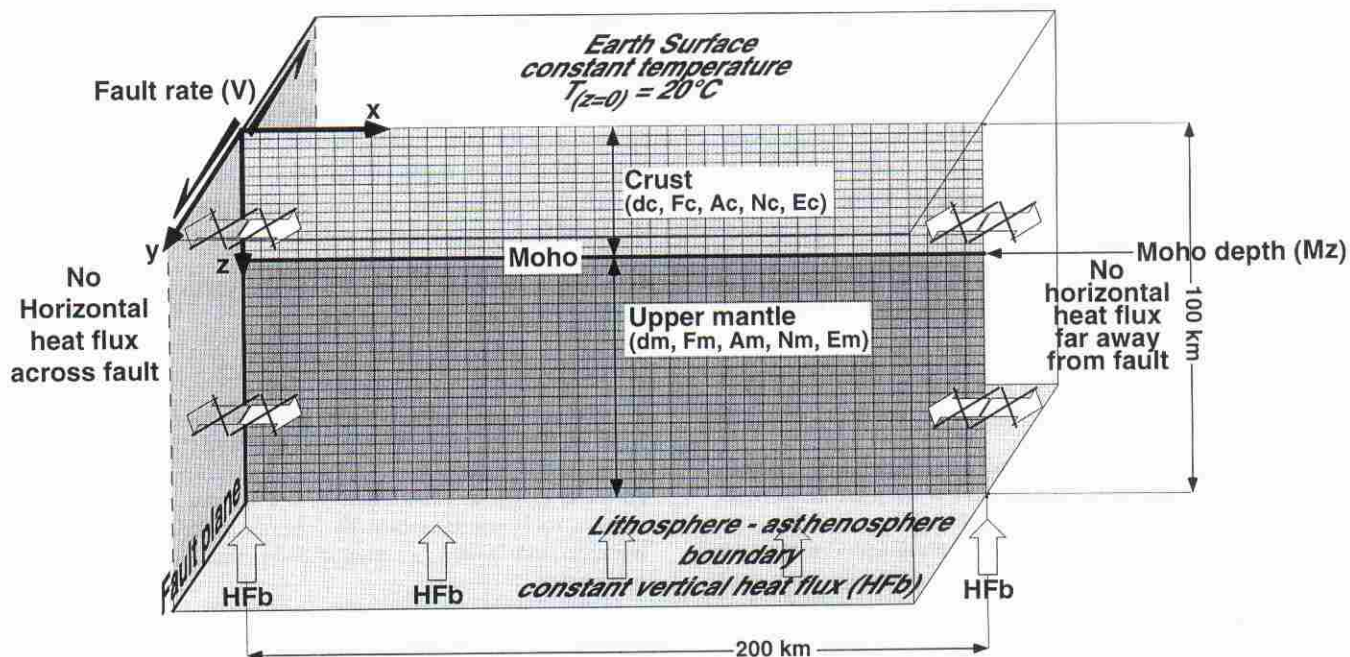 Earth Surface
constant temperature
T(z=0) = 20°C
Fault rate (V)
x
Crust
(dc, Fc, Ac, Nc, Ec)
y
z
Moho
Moho depth (Mz)
No
Horizontal
heat flux
across fault
Upper mantle
(dm, Fm, Am, Nm, Em)
No
horizontal
heat flux
far away
from fault
100 km
Fault plane
Lithosphere - asthenosphere
boundary
constant vertical heat flux (HFb)
HFb
HFb
HFb
200 km